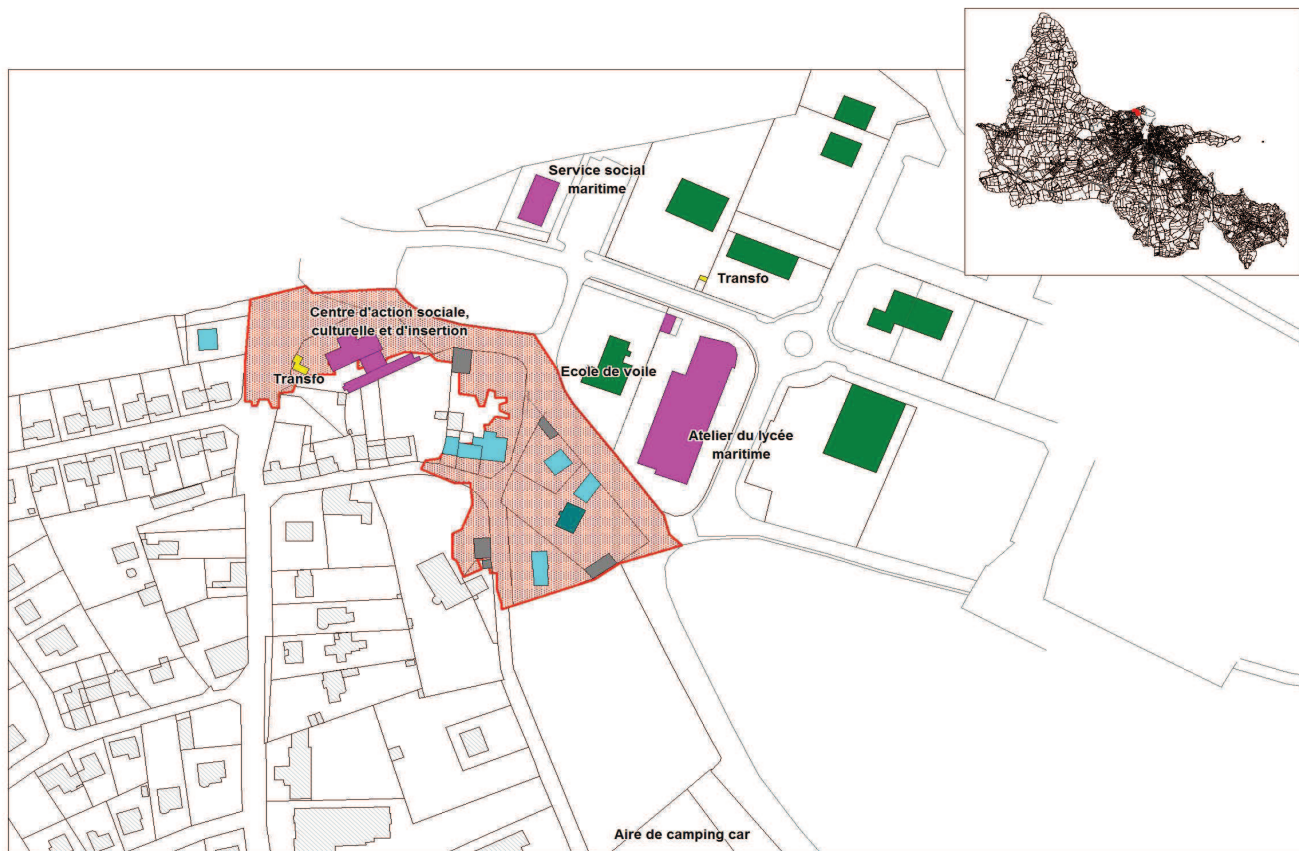 Service social
maritime
Transfo
Centre d'action sociale,
culturelle et d'insertion
Transfo
Ecole de voile
Atelier du lycée
maritime
Aire de camping car